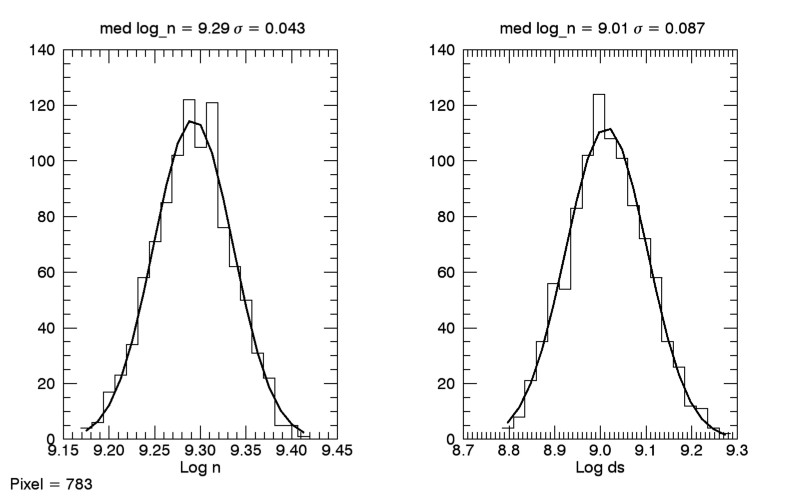 med log_n = 9.29 σ = 0.043
140
120
100
80
60
40
20
0
9.15 9.20 9.25 9.30 9.35 9.40 9.45
Log n
med log_n = 9.01 σ = 0.087
140
120
100
80
60
40
20
0
8.7 8.8 8.9 9.0 9.1 9.2 9.3
Log ds
Pixel = 783